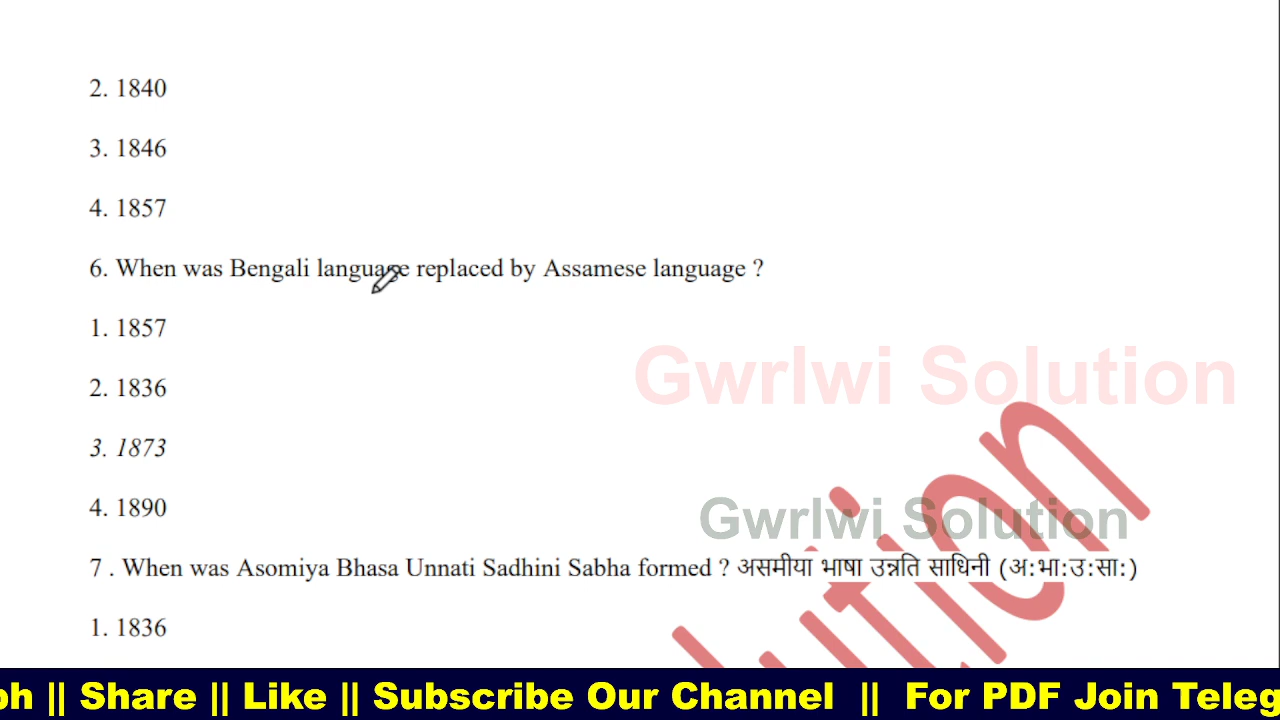 2. 1840
3. 1846
4. 1857
6. When was Bengali language replaced by Assamese language ?
1. 1857
2. 1836
Gwrlwi Solution
3. 1873
4. 1890
Gwrlwi Solution
7 . When was Asomiya Bhasa Unnati Sadhini Sabha formed ? असमीया भाषा उन्नति साधिनी (अ:भा:उ:सा:)
1. 1836
|| Share || Like || Subscribe Our Channel || For PDF Join